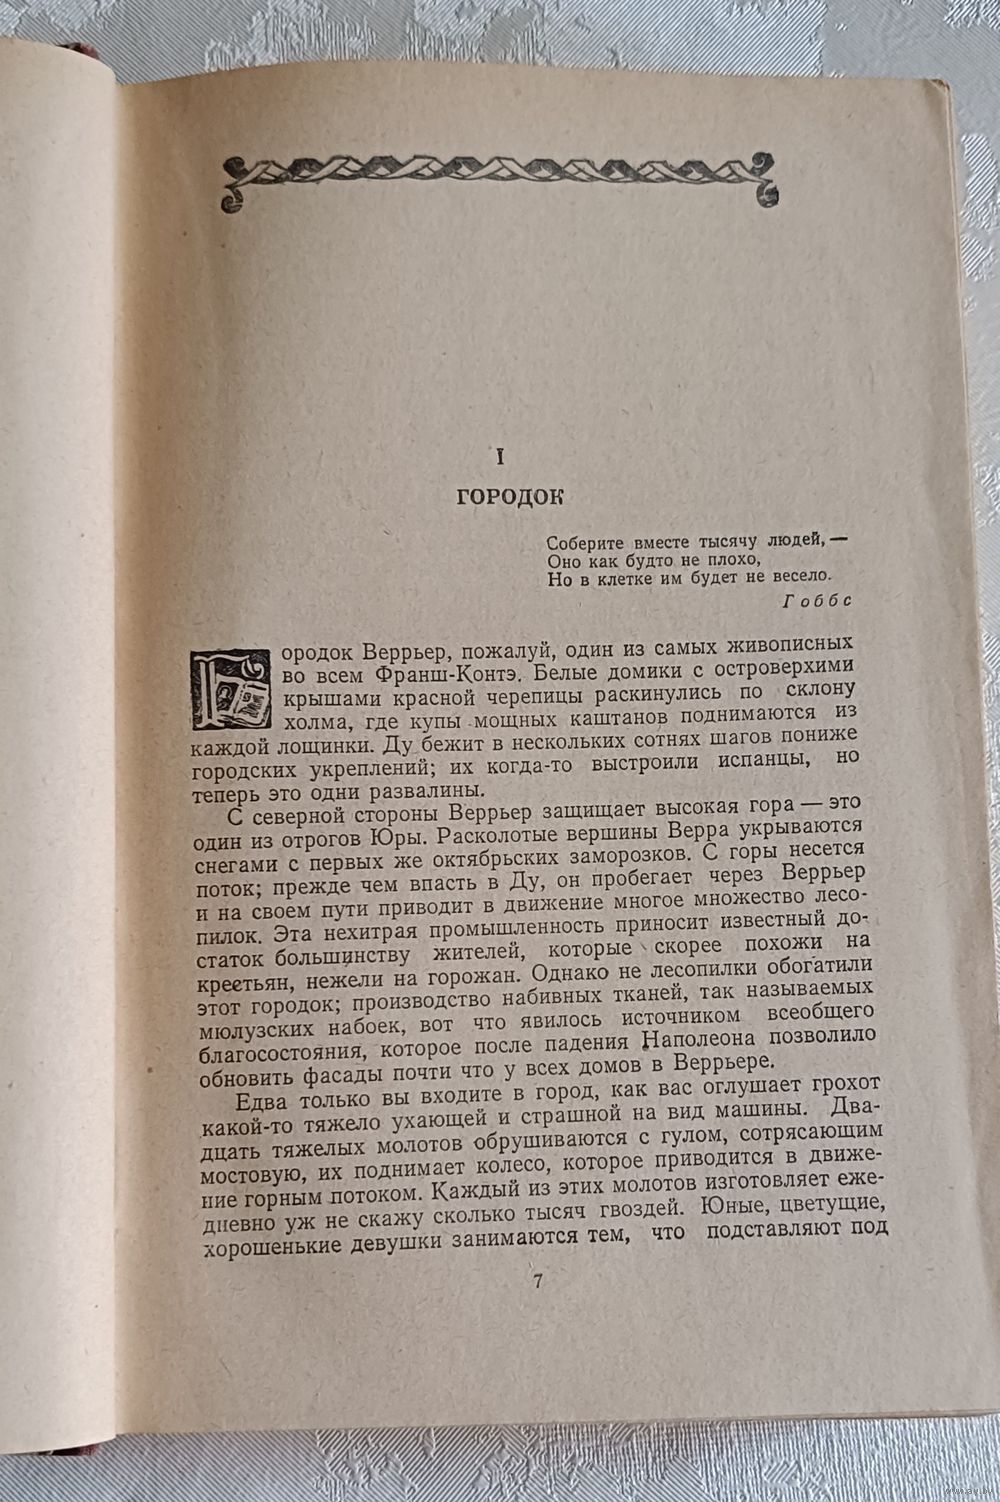 I
ГОРОДОК
Соберите вместе тысячу людей, —
Оно как будто не плохо,
Но в клетке им будет не весело.
Гоббс
Городок Веррьер, пожалуй, один из самых живописных
во всем Франш-Контэ. Белые домики с островерхими
крышами красной черепицы раскинулись по склону
холма, где купы мощных каштанов поднимаются из
каждой лощинки. Ду бежит в нескольких сотнях шагов пониже
городских укреплений; их когда-то выстроили испанцы, но
теперь это одни развалины.
С северной стороны Веррьер защищает высокая гора — это
один из отрогов Юры. Расколотые вершины Верра укрываются
снегами с первых же октябрьских заморозков. С горы несется
поток; прежде чем впасть в Ду, он пробегает через Веррьер
и на своем пути приводит в движение многое множество лесо-
пилок. Эта нехитрая промышленность приносит известный до-
статок большинству жителей, которые скорее похожи на
крестьян, нежели на горожан. Однако не лесопилки обогатили
этот городок; производство набивных тканей, так называемых
мюлузских набоек, вот что явилось источником всеобщего
благосостояния, которое после падения Наполеона позволило
обновить фасады почти что у всех домов в Веррьере.
Едва только вы входите в город, как вас оглушает грохот
какой-то тяжело ухающей и страшной на вид машины. Два-
дцать тяжелых молотов обрушиваются с гулом, сотрясающим
мостовую, их поднимает колесо, которое приводится в движе-
ние горным потоком. Каждый из этих молотов изготовляет еже-
дневно уж не скажу сколько тысяч гвоздей. Юные, цветущие,
хорошенькие девушки занимаются тем, что подставляют под
7
www.ay.by